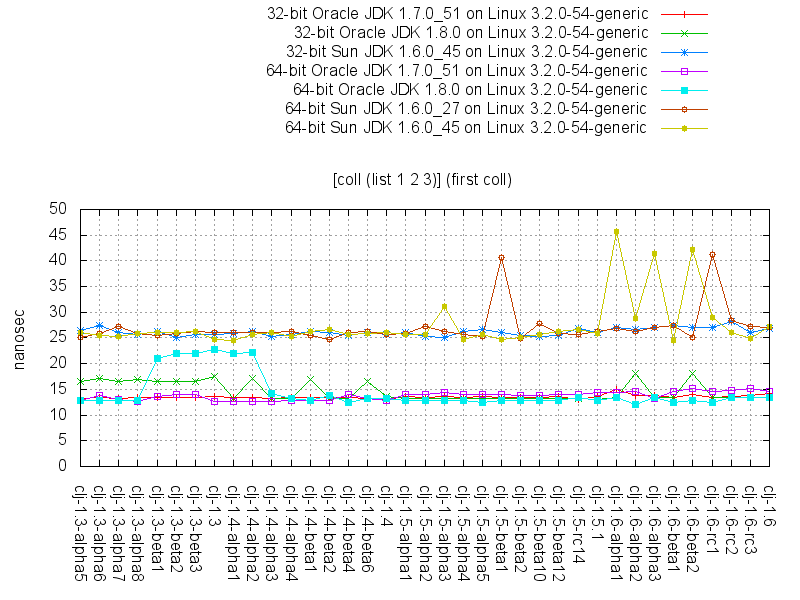 32-bit Oracle JDK 1.7.0_51 on Linux 3.2.0-54-generic
32-bit Oracle JDK 1.8.0 on Linux 3.2.0-54-generic
32-bit Sun JDK 1.6.0_45 on Linux 3.2.0-54-generic
64-bit Oracle JDK 1.7.0_51 on Linux 3.2.0-54-generic
64-bit Oracle JDK 1.8.0 on Linux 3.2.0-54-generic
64-bit Sun JDK 1.6.0_27 on Linux 3.2.0-54-generic
64-bit Sun JDK 1.6.0_45 on Linux 3.2.0-54-generic
[coll (list 1 2 3)] (first coll)
nanosec
50
45
40
35
30
25
20
15
10
5
0
clj-1.3-alpha5
clj-1.3-alpha6
clj-1.3-alpha7
clj-1.3-alpha8
clj-1.3-beta1
clj-1.3-beta2
clj-1.3-beta3
clj-1.3
clj-1.4-alpha1
clj-1.4-alpha2
clj-1.4-alpha3
clj-1.4-alpha4
clj-1.4-beta1
clj-1.4-beta2
clj-1.4-beta4
clj-1.4-beta6
clj-1.4
clj-1.5-alpha1
clj-1.5-alpha2
clj-1.5-alpha3
clj-1.5-alpha4
clj-1.5-alpha5
clj-1.5-beta1
clj-1.5-beta2
clj-1.5-beta10
clj-1.5-beta12
clj-1.5-rc14
clj-1.5.1
clj-1.6-alpha1
clj-1.6-alpha2
clj-1.6-alpha3
clj-1.6-beta1
clj-1.6-beta2
clj-1.6-rc1
clj-1.6-rc2
clj-1.6-rc3
clj-1.6